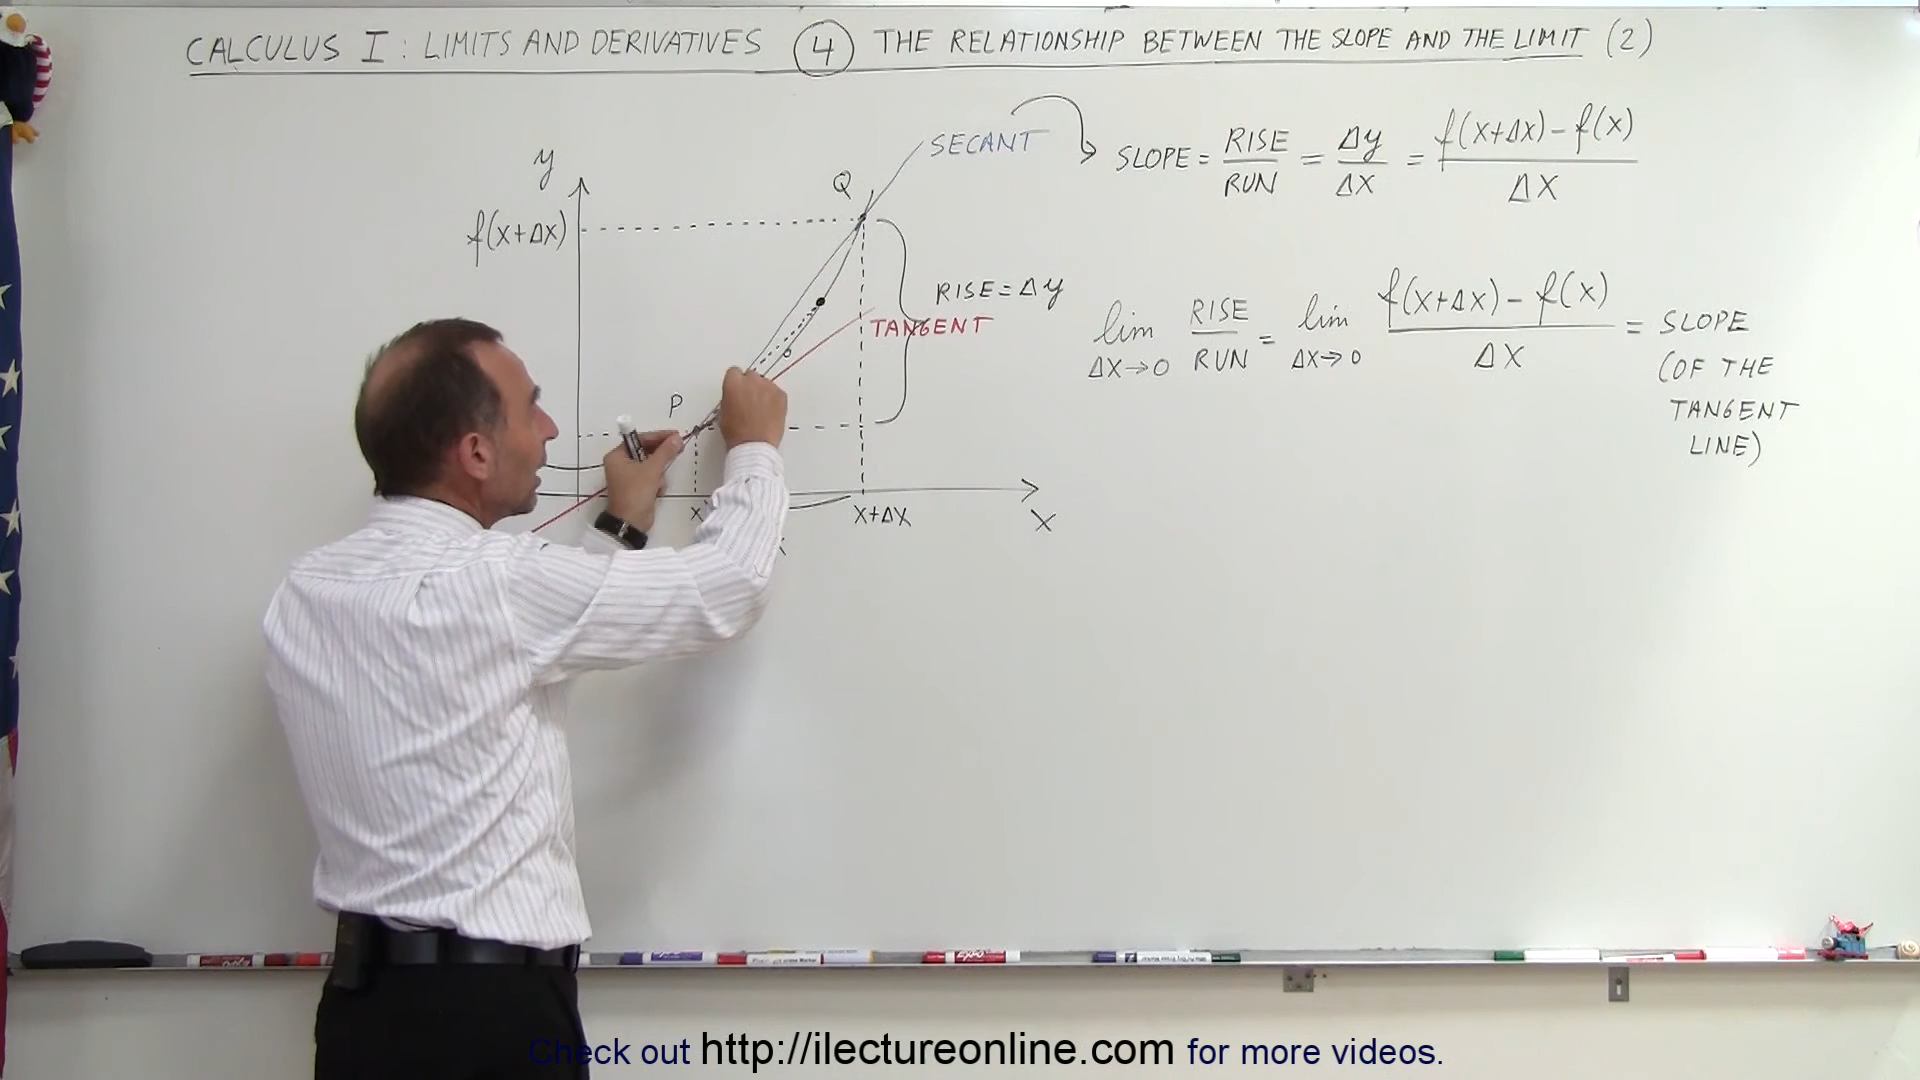 CALCULUS I : LIMITS AND DERIVATIVES (4) THE RELATIONSHIP BETWEEN THE SLOPE AND THE LIMIT (2)
y
Q
SECANT
SLOPE = RISE/RUN = Δy/Δx = (f(x+Δx) - f(x))/Δx
f(x+Δx)
RISE = Δy
TANGENT
lim Δx→0 RISE/RUN = lim Δx→0 (f(x+Δx) - f(x))/Δx = SLOPE
(OF THE
TANGENT
LINE)
P
x
x+Δx
x
EXPO
Check out http://ilectureonline.com for more videos.